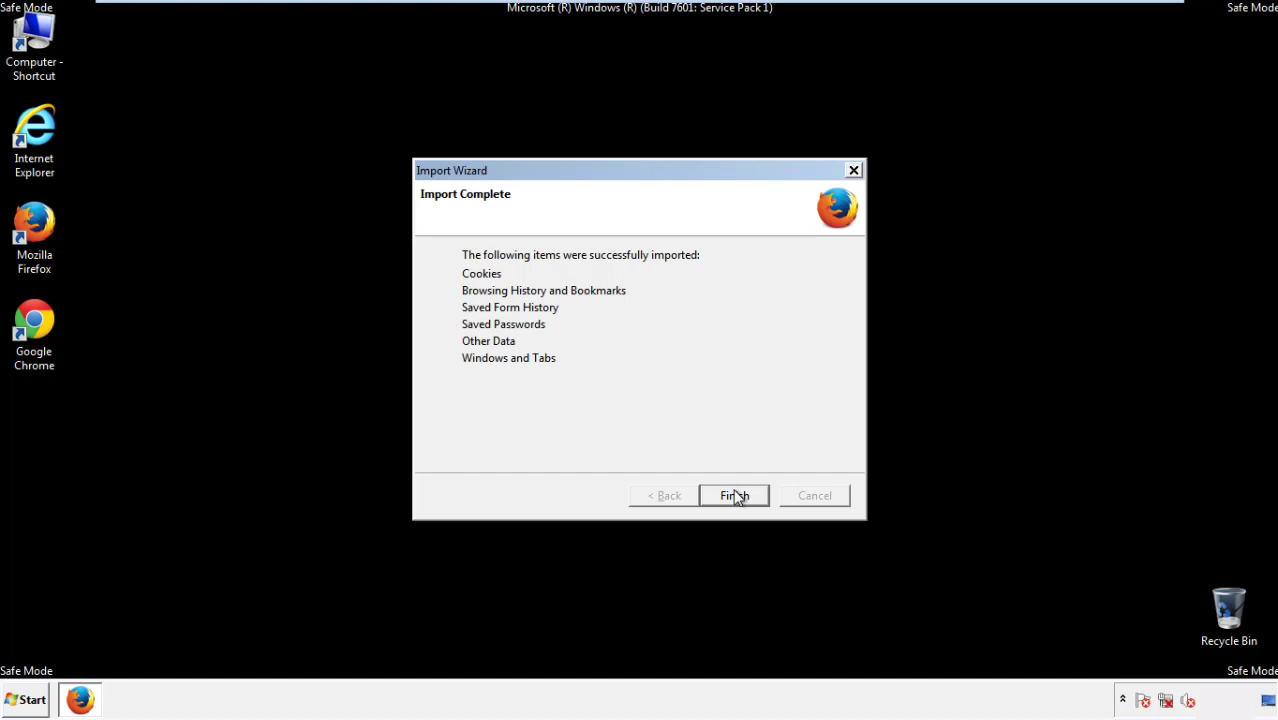 Safe Mode
Microsoft (R) Windows (R) (Build 7601: Service Pack 1)
Safe Mode
Computer -
Shortcut
Internet
Explorer
Mozilla
Firefox
Google
Chrome
Import Wizard
Import Complete
The following items were successfully imported:
Cookies
Browsing History and Bookmarks
Saved Form History
Saved Passwords
Other Data
Windows and Tabs
< Back
Finish
Cancel
Recycle Bin
Safe Mode
Safe Mode
Start